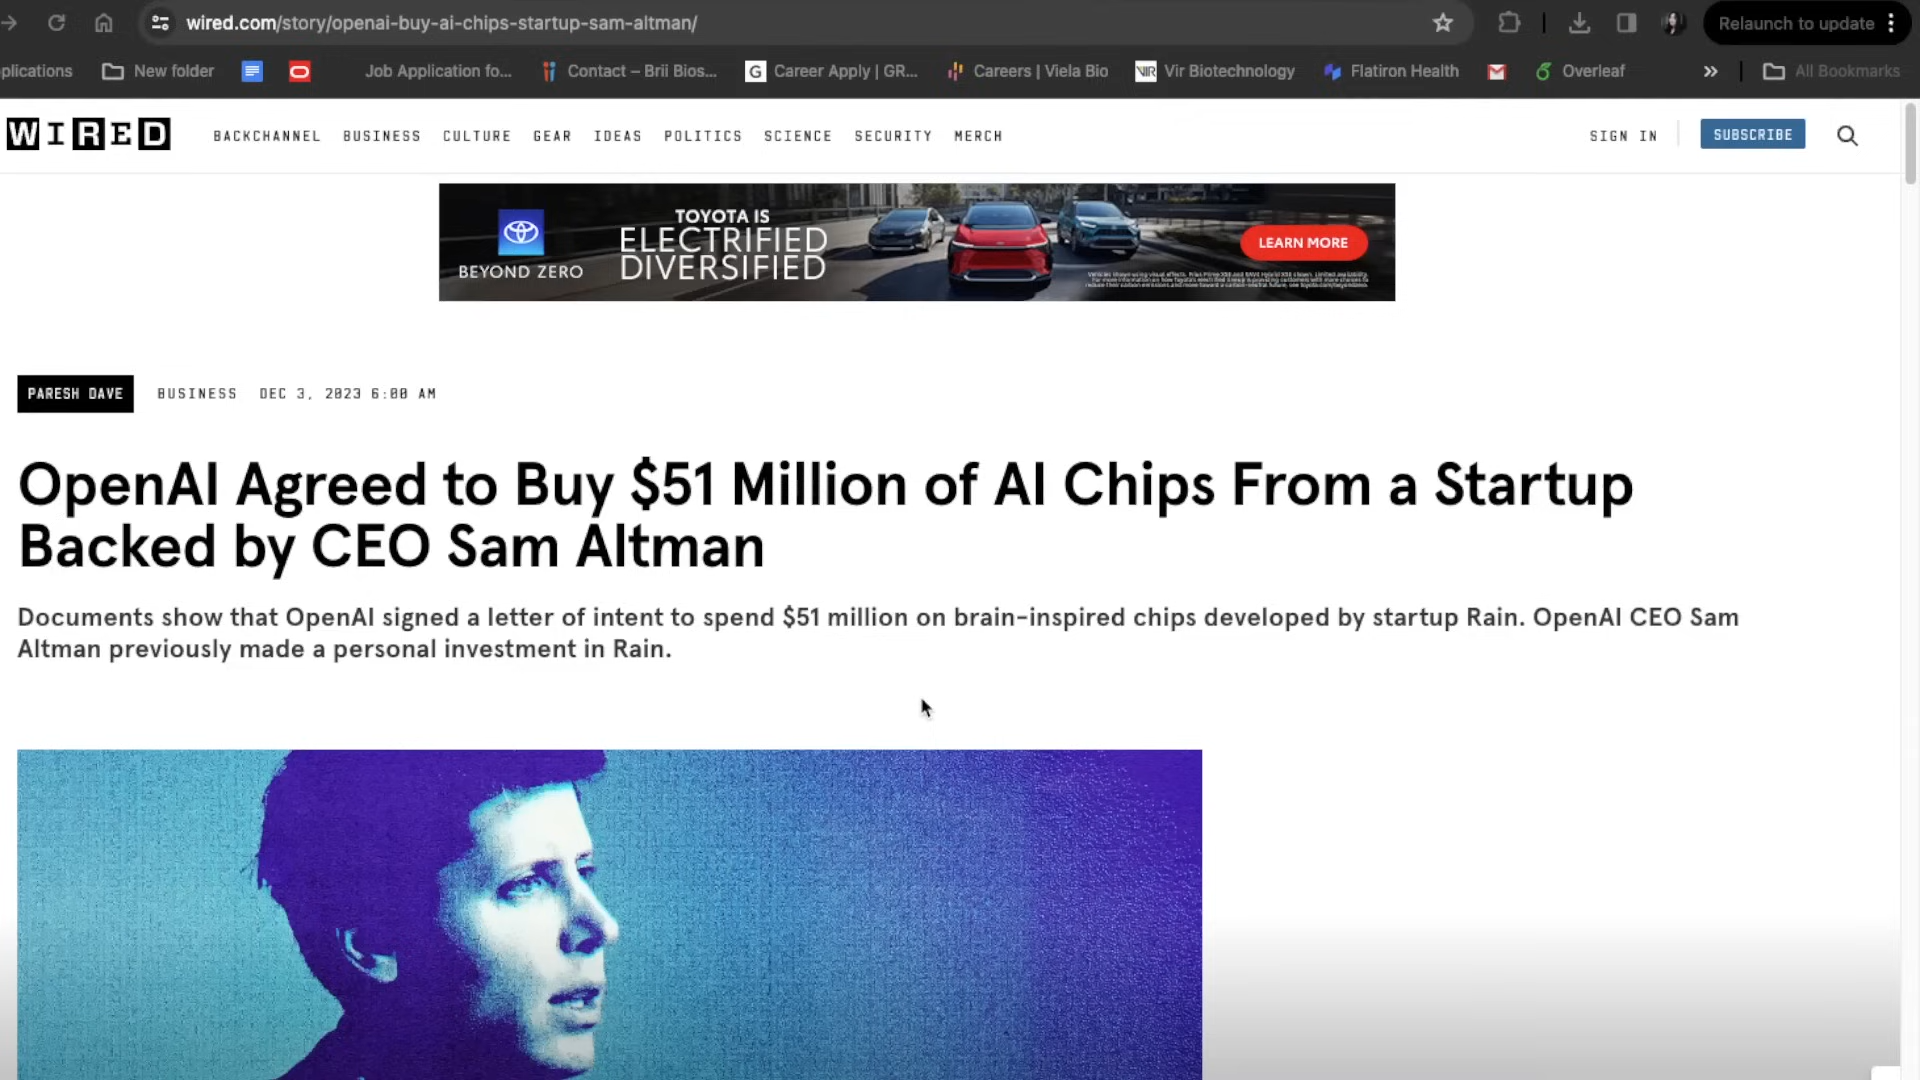 wired.com/story/openai-buy-ai-chips-startup-sam-altman/
Relaunch to update
plications
New folder
Job Application fo...
Contact – Brii Bios...
G
Career Apply | GR...
Careers | Viela Bio
VIR
Vir Biotechnology
Flatiron Health
Overleaf
»
All Bookmarks
WIRED
BACKCHANNEL BUSINESS CULTURE GEAR IDEAS POLITICS SCIENCE SECURITY MERCH
SIGN IN
SUBSCRIBE
BEYOND ZERO
TOYOTA IS
ELECTRIFIED
DIVERSIFIED
LEARN MORE
PARESH DAVE BUSINESS DEC 3, 2023 6:00 AM
OpenAI Agreed to Buy $51 Million of AI Chips From a Startup
Backed by CEO Sam Altman
Documents show that OpenAI signed a letter of intent to spend $51 million on brain-inspired chips developed by startup Rain. OpenAI CEO Sam
Altman previously made a personal investment in Rain.